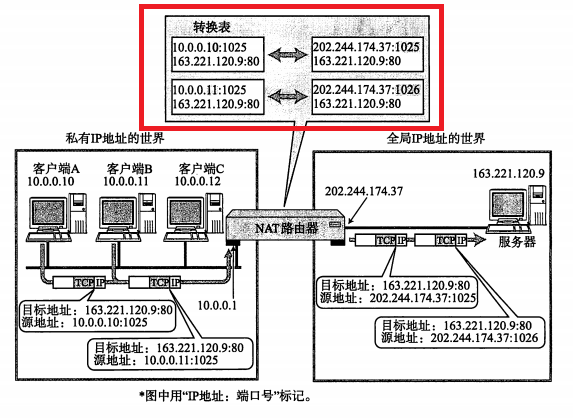 转换表
10.0.0.10:1025
163.221.120.9:80
202.244.174.37:1025
163.221.120.9:80
10.0.0.11:1025
163.221.120.9:80
202.244.174.37:1026
163.221.120.9:80
私有IP地址的世界
全局IP地址的世界
客户端A
10.0.0.10
客户端B
10.0.0.11
客户端C
10.0.0.12
202.244.174.37
163.221.120.9
NAT路由器
服务器
TCP IP
TCP IP
TCP IP
TCP IP
10.0.0.1
目标地址：163.221.120.9:80
源地址：10.0.0.10:1025
目标地址：163.221.120.9:80
源地址：10.0.0.11:1025
目标地址：163.221.120.9:80
源地址：202.244.174.37:1025
目标地址：163.221.120.9:80
源地址：202.244.174.37:1026
*图中用“IP地址：端口号”标记。